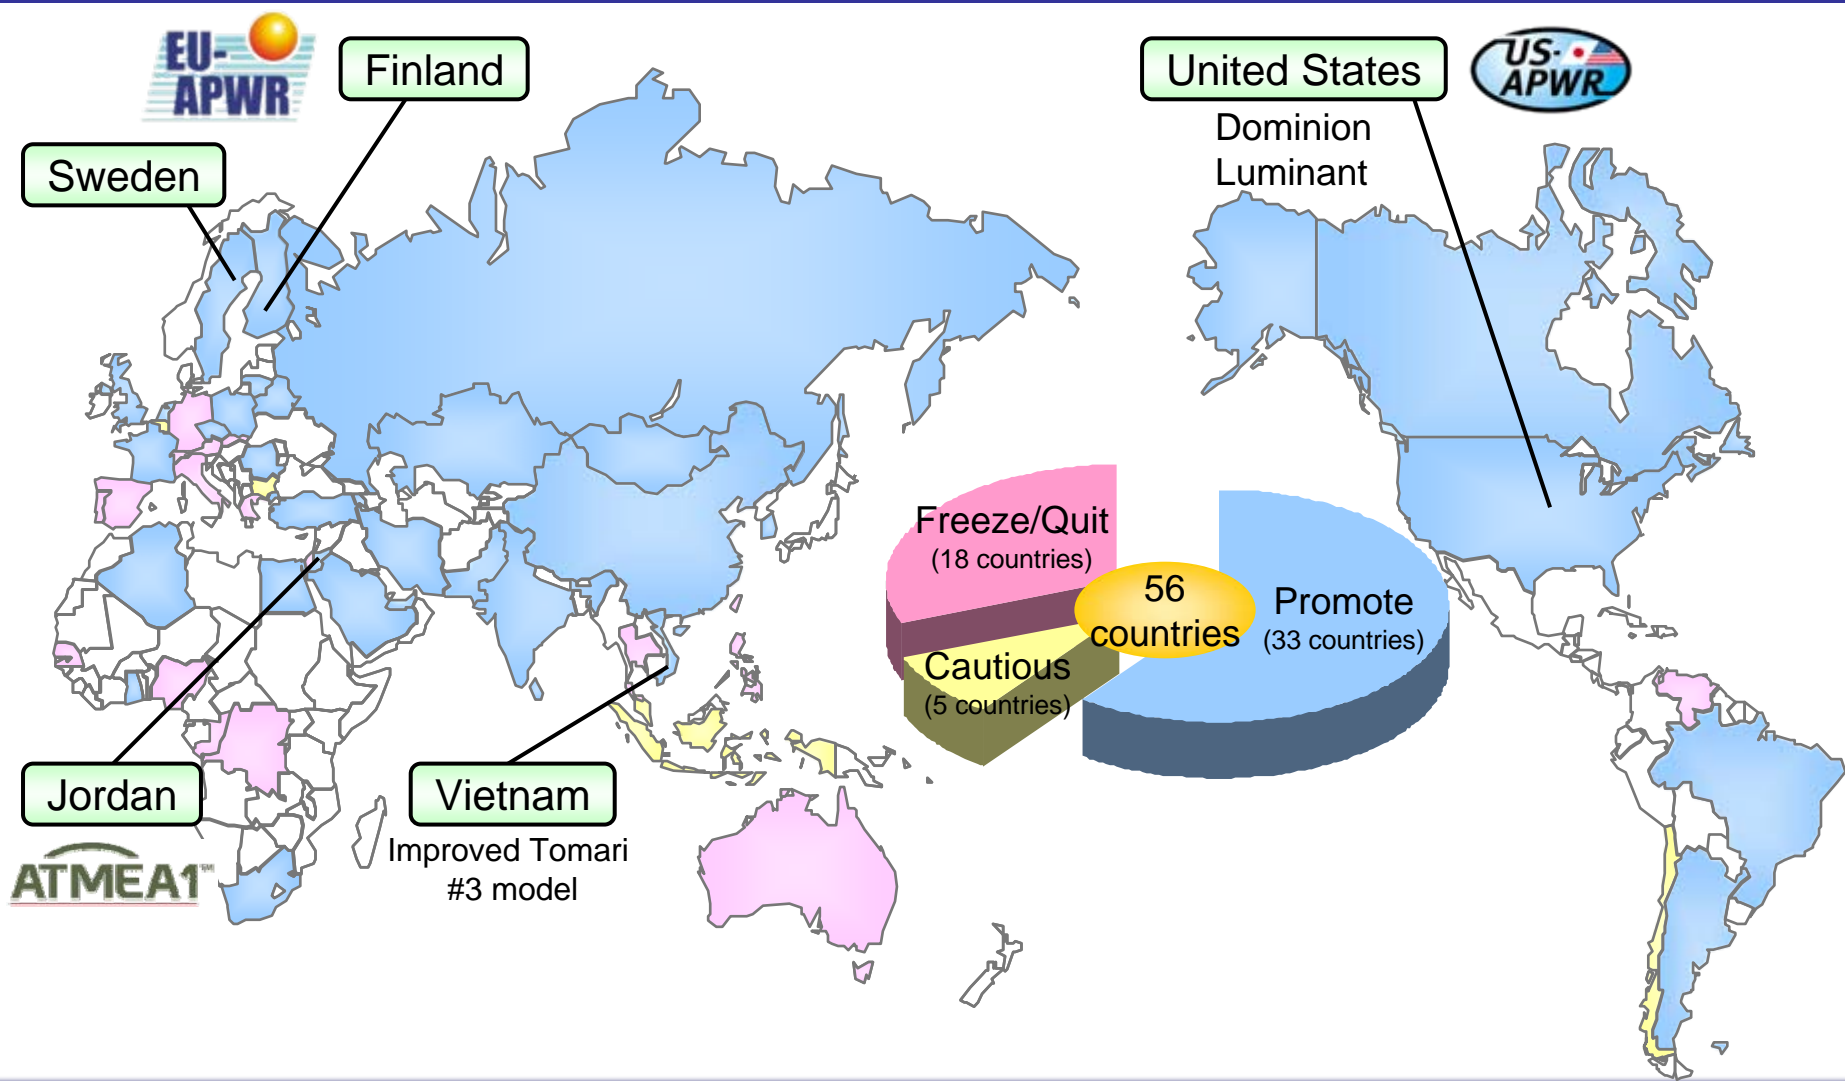 EU-
APWR
Finland
Sweden
United States
US-
APWR
Dominion
Luminant
Freeze/Quit
(18 countries)
56
countries
Promote
(33 countries)
Cautious
(5 countries)
Jordan
ATMEA1™
Vietnam
Improved Tomari
#3 model